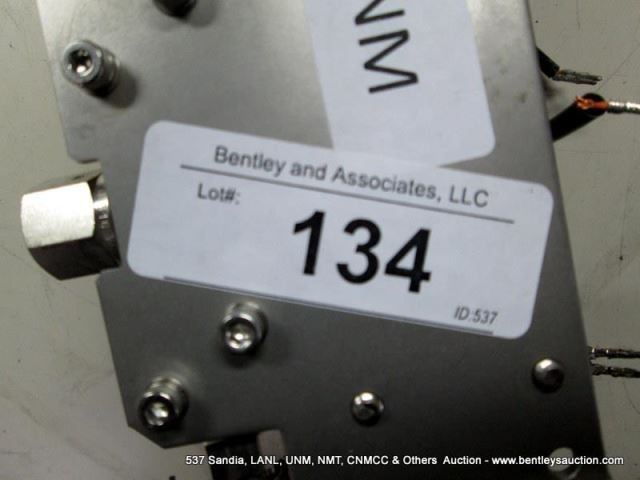 NM
Bentley and Associates, LLC
Lot#:
134
ID:537
537 Sandia, LANL, UNM, NMT, CNMCC & Others Auction - www.bentleysauction.com